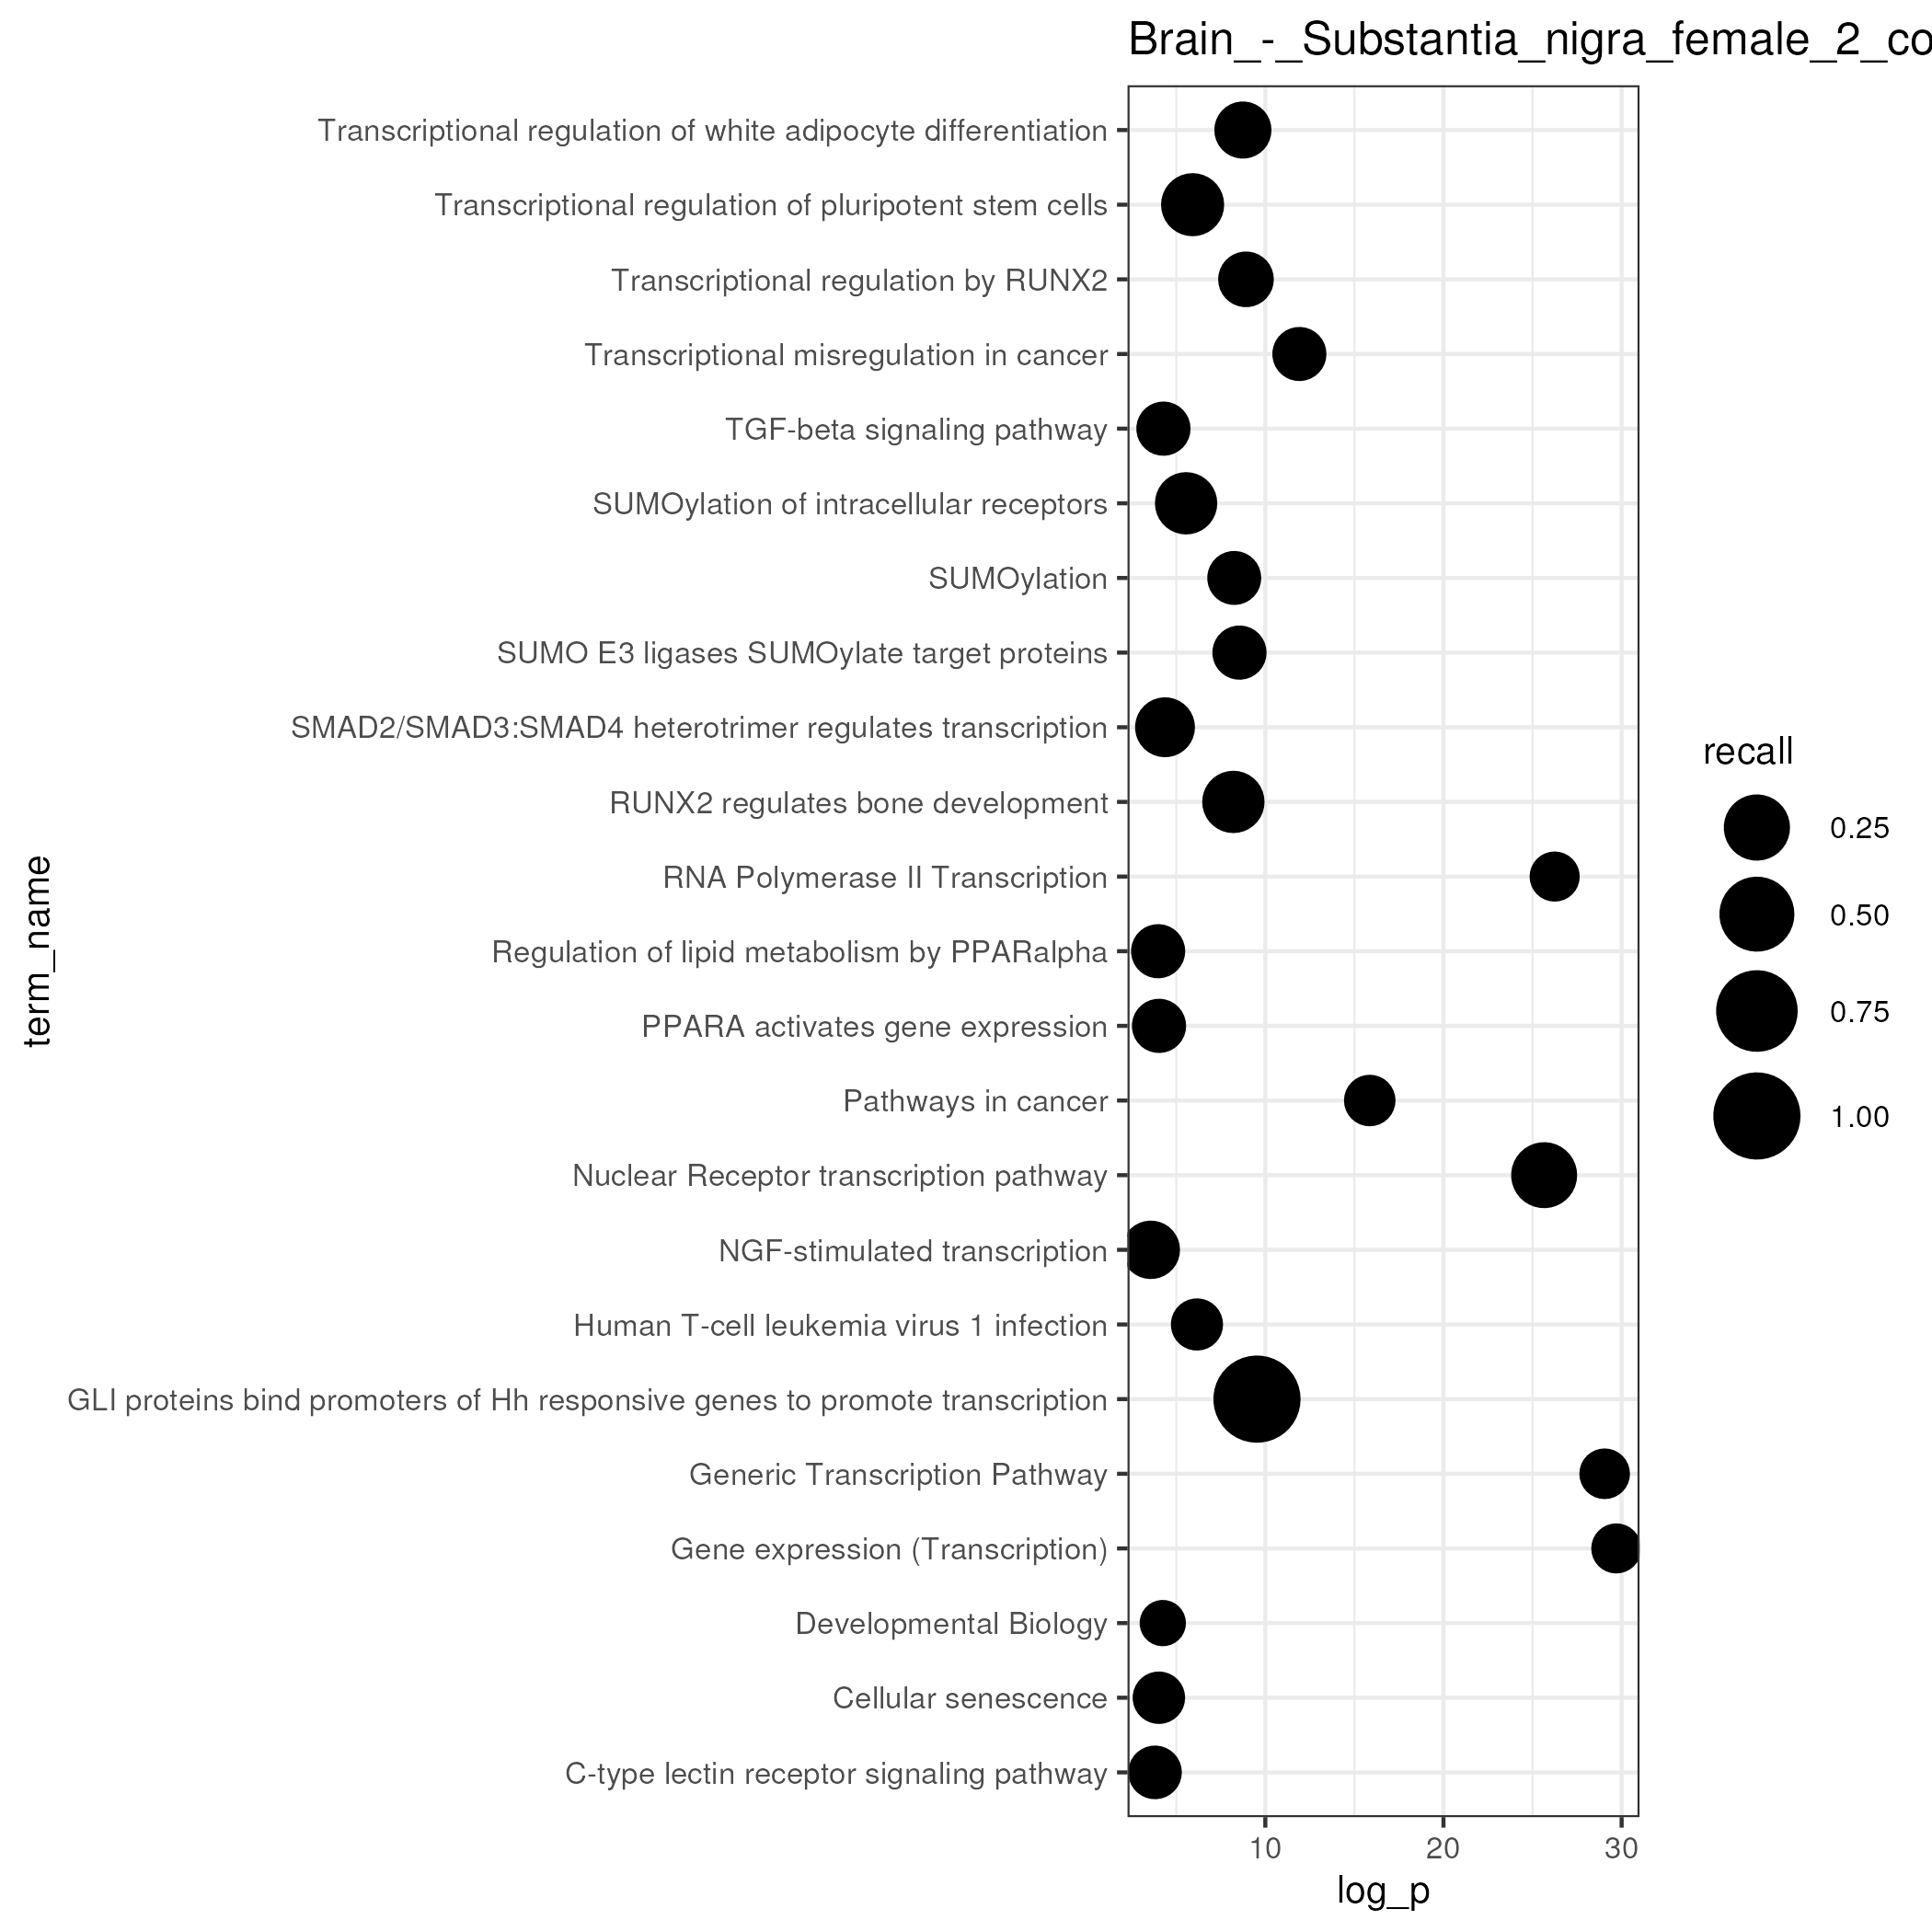 Brain_-_Substantia_nigra_female_2_co
Transcriptional regulation of white adipocyte differentiation
Transcriptional regulation of pluripotent stem cells
Transcriptional regulation by RUNX2
Transcriptional misregulation in cancer
TGF-beta signaling pathway
SUMOylation of intracellular receptors
SUMOylation
SUMO E3 ligases SUMOylate target proteins
SMAD2/SMAD3:SMAD4 heterotrimer regulates transcription
RUNX2 regulates bone development
RNA Polymerase II Transcription
Regulation of lipid metabolism by PPARalpha
PPARA activates gene expression
Pathways in cancer
Nuclear Receptor transcription pathway
NGF-stimulated transcription
Human T-cell leukemia virus 1 infection
GLI proteins bind promoters of Hh responsive genes to promote transcription
Generic Transcription Pathway
Gene expression (Transcription)
Developmental Biology
Cellular senescence
C-type lectin receptor signaling pathway
term_name
10 20 30
log_p
recall
0.25
0.50
0.75
1.00